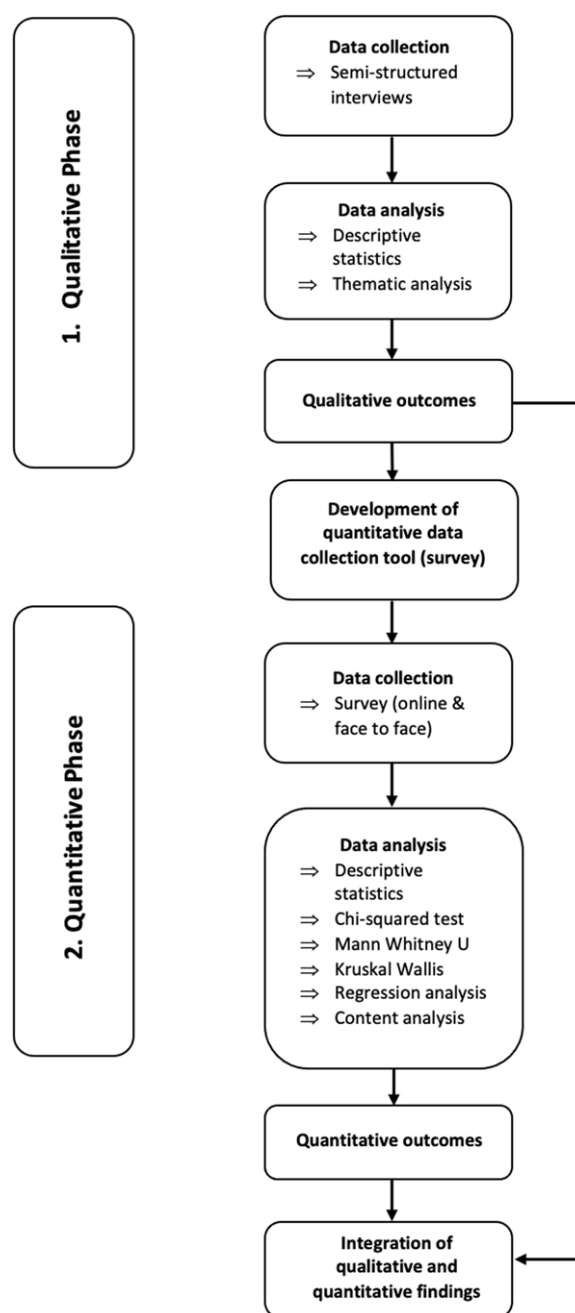 1. Qualitative Phase
Data collection
⇒ Semi-structured
interviews
Data analysis
⇒ Descriptive
statistics
⇒ Thematic analysis
Qualitative outcomes
Development of
quantitative data
collection tool (survey)
2. Quantitative Phase
Data collection
⇒ Survey (online &
face to face)
Data analysis
⇒ Descriptive
statistics
⇒ Chi-squared test
⇒ Mann Whitney U
⇒ Kruskal Wallis
⇒ Regression analysis
⇒ Content analysis
Quantitative outcomes
Integration of
qualitative and
quantitative findings